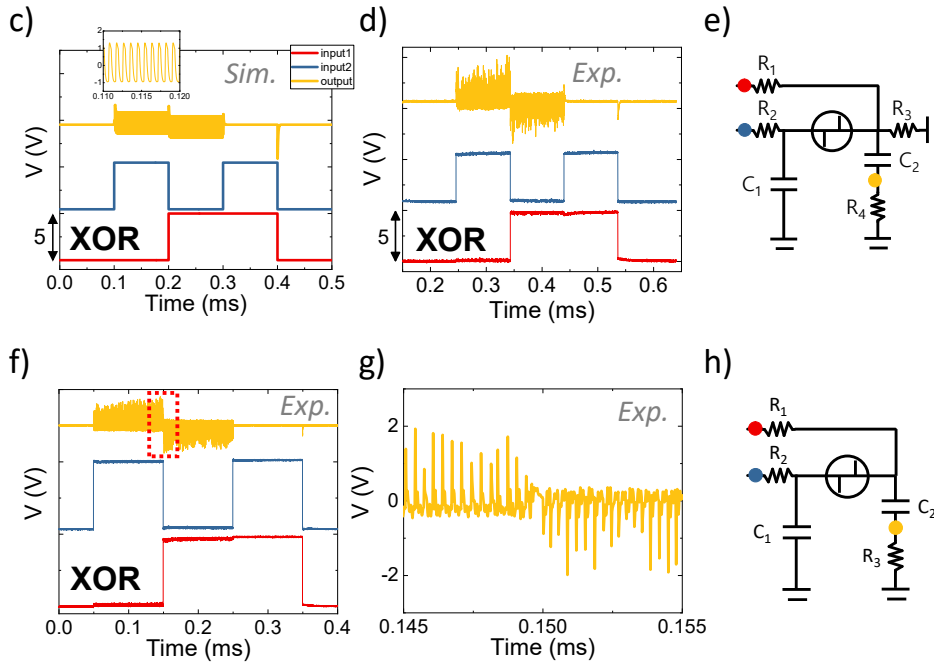 c)
2
1
0
-1
0.110 0.115 0.120
input1
input2
output
Sim.
V (V)
5
XOR
0.0 0.1 0.2 0.3 0.4 0.5
Time (ms)
d)
Exp.
V (V)
5
XOR
0.2 0.3 0.4 0.5 0.6
Time (ms)
e)
R1
R2
R3
C1
C2
R4
f)
Exp.
V (V)
XOR
0.0 0.1 0.2 0.3 0.4
Time (ms)
g)
Exp.
V (V)
2
0
-2
0.145 0.150 0.155
Time (ms)
h)
R1
R2
C1
C2
R3